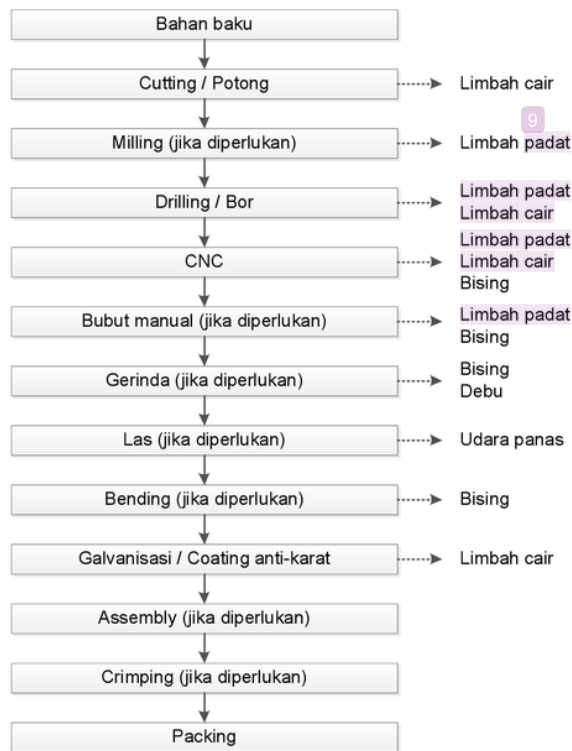 Bahan baku
Cutting / Potong
Limbah cair
9
Milling (jika diperlukan)
Limbah padat
Drilling / Bor
Limbah padat
Limbah cair
CNC
Limbah padat
Limbah cair
Bising
Bubut manual (jika diperlukan)
Limbah padat
Bising
Gerinda (jika diperlukan)
Bising
Debu
Las (jika diperlukan)
Udara panas
Bending (jika diperlukan)
Bising
Galvanisasi / Coating anti-karat
Limbah cair
Assembly (jika diperlukan)
Crimping (jika diperlukan)
Packing